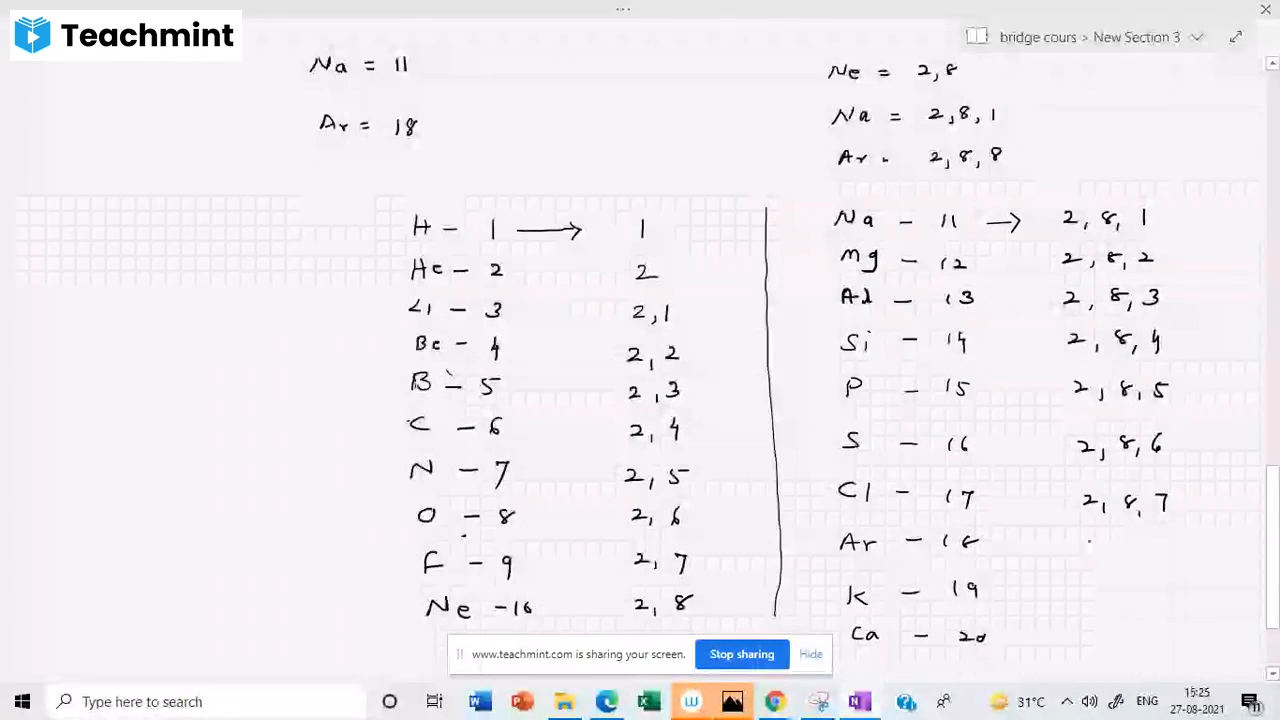 Teachmint
bridge cours > New Section 3
Na = 11
Ar = 18
Ne = 2,8
Na = 2,8,1
Ar - 2,8,8
H - 1 → 1
He - 2 2
Li - 3 2,1
Be - 4 2,2
B - 5 2,3
C - 6 2,4
N - 7 2,5
O - 8 2,6
F - 9 2,7
Ne - 10 2,8
Na - 11 → 2,8,1
Mg - 12 2,8,2
Al - 13 2,8,3
Si - 14 2,8,4
P - 15 2,8,5
S - 16 2,8,6
Cl - 17 2,8,7
Ar - 18
K - 19
Ca - 20
www.teachmint.com is sharing your screen. Stop sharing Hide
Type here to search
31°C ENG 15:25
27-08-2021